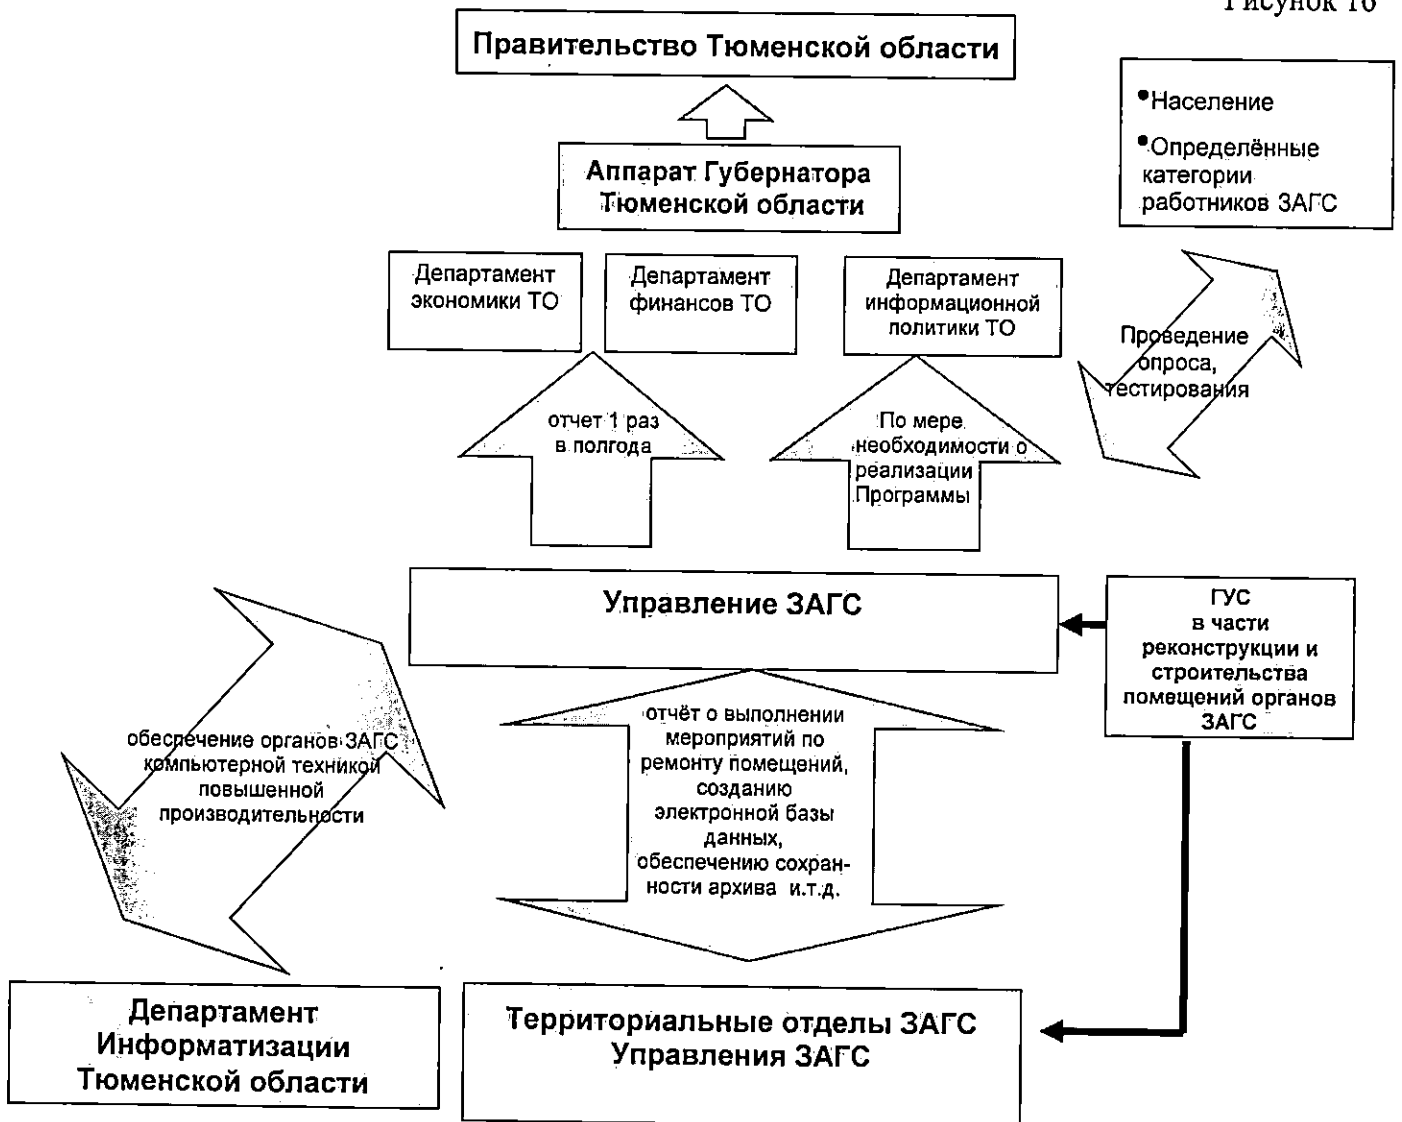 Рисунок 16
Правительство Тюменской области
Аппарат Губернатора
Тюменской области
•Население
•Определённые
категории
работников ЗАГС
Департамент
экономики ТО
Департамент
финансов ТО
Департамент
информационной
политики ТО
Проведение
опроса,
тестирования
отчет 1 раз
в полгода
По мере
необходимости о
реализации
Программы
Управление ЗАГС
ГУС
в части
реконструкции и
строительства
помещений органов
ЗАГС
обеспечение органов ЗАГС
компьютерной техникой
повышенной
производительности
отчёт о выполнении
мероприятий по
ремонту помещений,
созданию
электронной базы
данных,
обеспечению сохран-
ности архива и.т.д.
Департамент
Информатизации
Тюменской области
Территориальные отделы ЗАГС
Управления ЗАГС